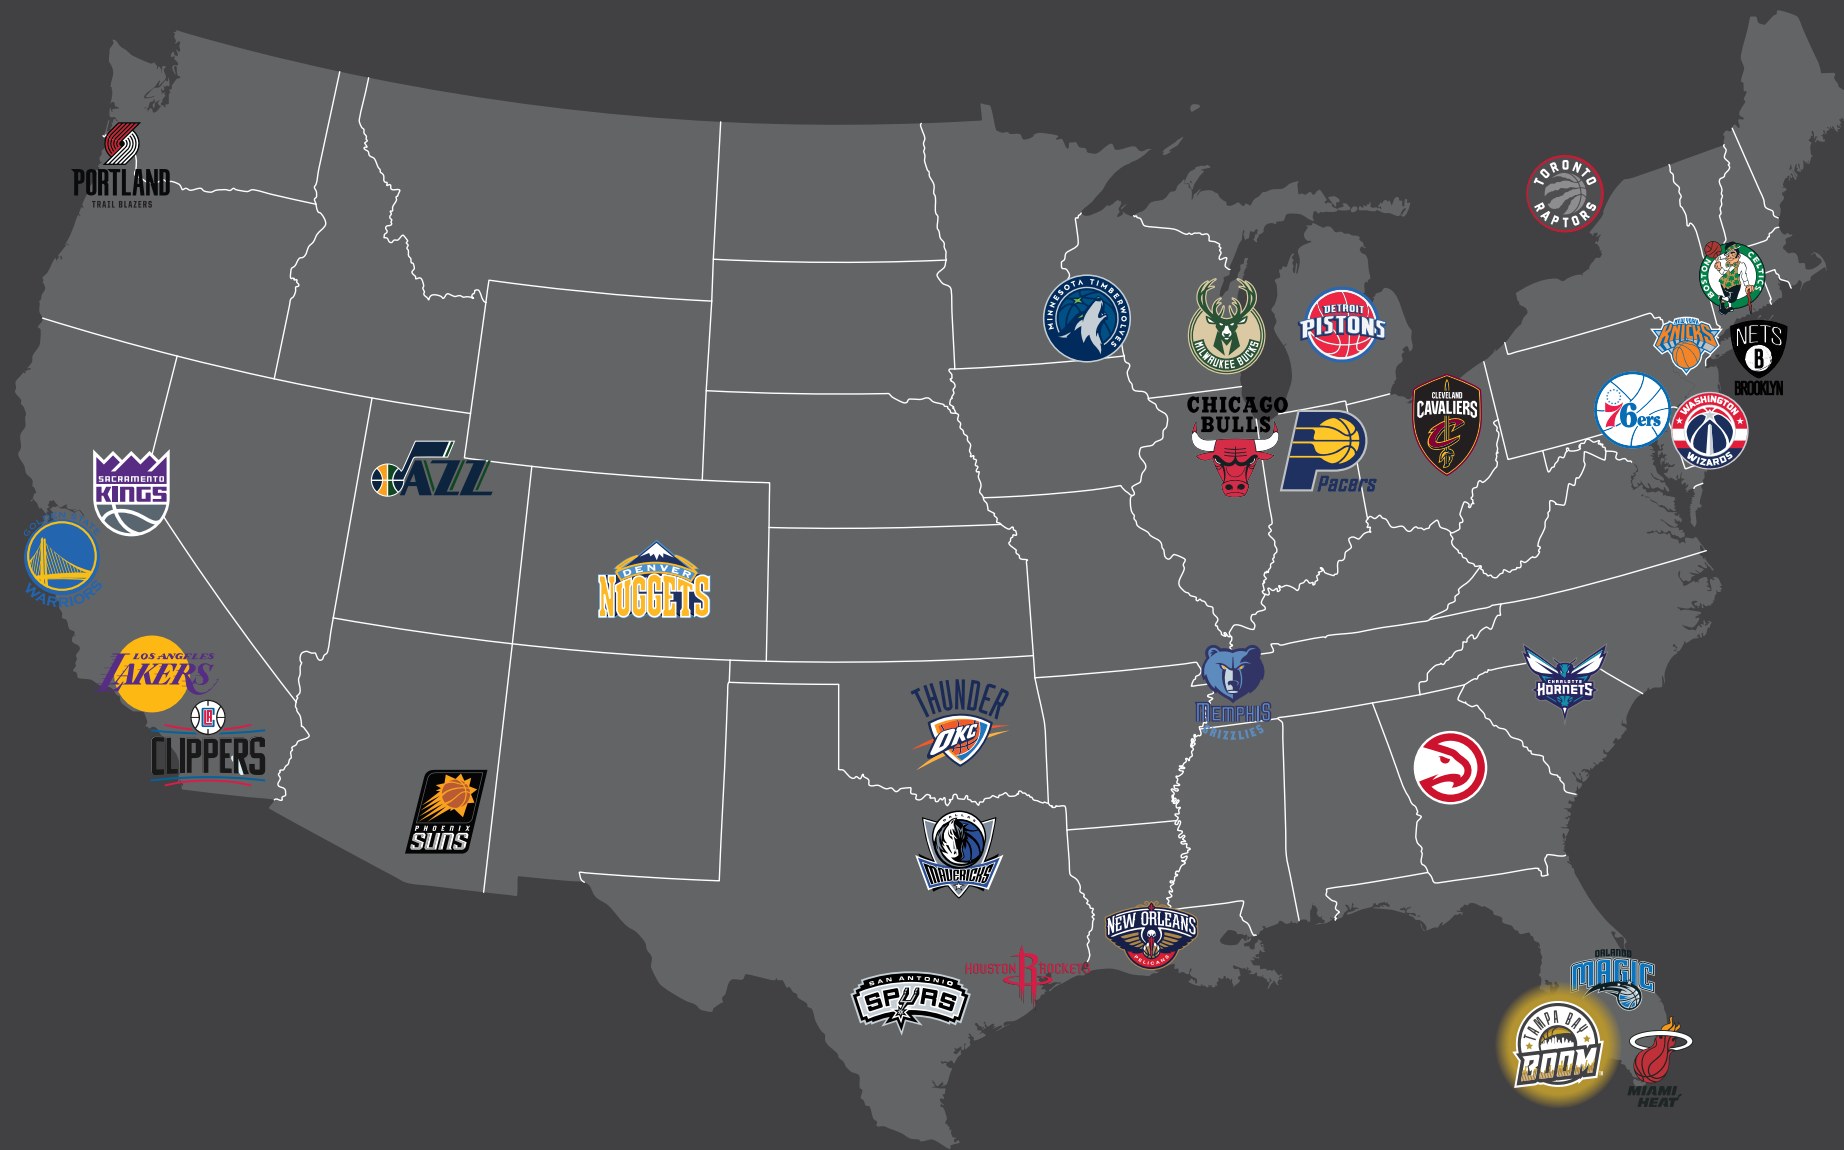 PORTLAND
TRAIL BLAZERS
TORONTO
RAPTORS
BOSTON
CELTICS
MINNESOTA TIMBERWOLVES
MILWAUKEE BUCKS
DETROIT
PISTONS
NEW YORK
KNICKS
NETS
B
BROOKLYN
CLEVELAND
CAVALIERS
C
76ers
WASHINGTON
WIZARDS
CHICAGO
BULLS
P
Pacers
SACRAMENTO
KINGS
JAZZ
GOLDEN STATE
WARRIORS
DENVER
NUGGETS
LOS ANGELES
LAKERS
LA
CLIPPERS
MEMPHIS
GRIZZLIES
CHARLOTTE
HORNETS
THUNDER
OKC
PHOENIX
SUNS
DALLAS
MAVERICKS
NEW ORLEANS
PELICANS
HOUSTON R ROCKETS
SAN ANTONIO
SPURS
ORLANDO
MAGIC
TAMPA BAY
BOOM
MIAMI
HEAT